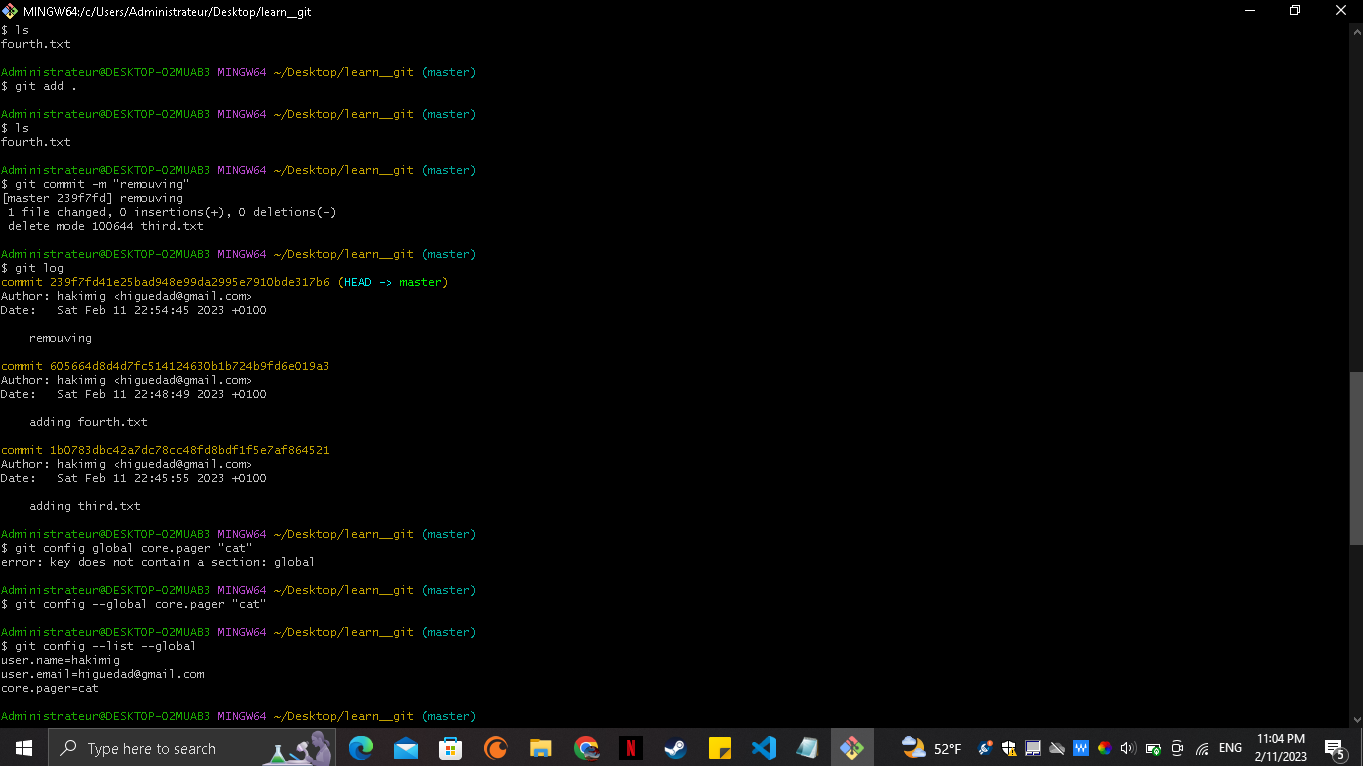 MINGW64:/c/Users/Administrateur/Desktop/learn__git
$ ls
fourth.txt
Administrateur@DESKTOP-O2MUAB3 MINGW64 ~/Desktop/learn__git (master)
$ git add .
Administrateur@DESKTOP-O2MUAB3 MINGW64 ~/Desktop/learn__git (master)
$ ls
fourth.txt
Administrateur@DESKTOP-O2MUAB3 MINGW64 ~/Desktop/learn__git (master)
$ git commit -m "remouving"
[master 239f7fd] remouving
1 file changed, 0 insertions(+), 0 deletions(-)
delete mode 100644 third.txt
Administrateur@DESKTOP-O2MUAB3 MINGW64 ~/Desktop/learn__git (master)
$ git log
commit 239f7fd41e25bad948e99da2995e7910bde317b6 (HEAD -> master)
Author: hakimig <higuedad@gmail.com>
Date:   Sat Feb 11 22:54:45 2023 +0100
remouving
commit 605664d8d4d7fc514124630b1b724b9fd6e019a3
Author: hakimig <higuedad@gmail.com>
Date:   Sat Feb 11 22:48:49 2023 +0100
adding fourth.txt
commit 1b0783dbc42a7dc78cc48fd8bdf1f5e7af864521
Author: hakimig <higuedad@gmail.com>
Date:   Sat Feb 11 22:45:55 2023 +0100
adding third.txt
Administrateur@DESKTOP-O2MUAB3 MINGW64 ~/Desktop/learn__git (master)
$ git config global core.pager "cat"
error: key does not contain a section: global
Administrateur@DESKTOP-O2MUAB3 MINGW64 ~/Desktop/learn__git (master)
$ git config --global core.pager "cat"
Administrateur@DESKTOP-O2MUAB3 MINGW64 ~/Desktop/learn__git (master)
$ git config --list --global
user.name=hakimig
user.email=higuedad@gmail.com
core.pager=cat
Administrateur@DESKTOP-O2MUAB3 MINGW64 ~/Desktop/learn__git (master)
Type here to search
N
52°F
W
ENG
11:04 PM
2/11/2023
5